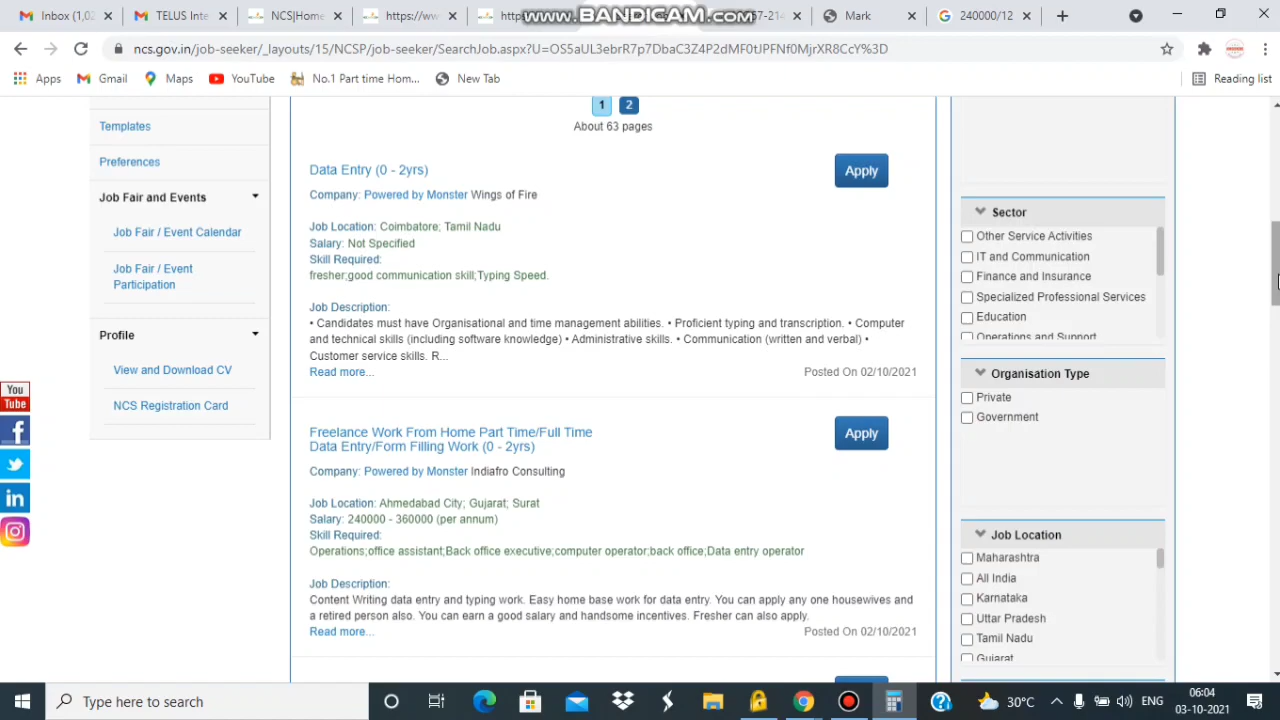 Inbox (1,02
TELUS Inte
NCS|Home
https://ww
http
57-214
Mark
240000/12
www.BANDICAM.com
ncs.gov.in/job-seeker/_layouts/15/NCSP/job-seeker/SearchJob.aspx?U=OS5aUL3ebrR7p7DbaC3Z4P2dMF0tJPFNf0MjrXR8CcY%3D
Apps
Gmail
Maps
YouTube
No.1 Part time Hom...
New Tab
Reading list
Templates
Preferences
Job Fair and Events
Job Fair / Event Calendar
Job Fair / Event
Participation
Profile
View and Download CV
NCS Registration Card
You
Tube
1 2
About 63 pages
Data Entry (0 - 2yrs)
Apply
Company: Powered by Monster Wings of Fire
Job Location: Coimbatore; Tamil Nadu
Salary: Not Specified
Skill Required:
fresher;good communication skill;Typing Speed.
Job Description:
• Candidates must have Organisational and time management abilities. • Proficient typing and transcription. • Computer
and technical skills (including software knowledge) • Administrative skills. • Communication (written and verbal) •
Customer service skills. R...
Read more...
Posted On 02/10/2021
Freelance Work From Home Part Time/Full Time
Data Entry/Form Filling Work (0 - 2yrs)
Apply
Company: Powered by Monster Indiafro Consulting
Job Location: Ahmedabad City; Gujarat; Surat
Salary: 240000 - 360000 (per annum)
Skill Required:
Operations;office assistant;Back office executive;computer operator;back office;Data entry operator
Job Description:
Content Writing data entry and typing work. Easy home base work for data entry. You can apply any one housewives and
a retired person also. You can earn a good salary and handsome incentives. Fresher can also apply.
Read more...
Posted On 02/10/2021
Sector
Other Service Activities
IT and Communication
Finance and Insurance
Specialized Professional Services
Education
Operations and Support
Organisation Type
Private
Government
Job Location
Maharashtra
All India
Karnataka
Uttar Pradesh
Tamil Nadu
Gujarat
Type here to search
30°C
ENG
06:04
03-10-2021